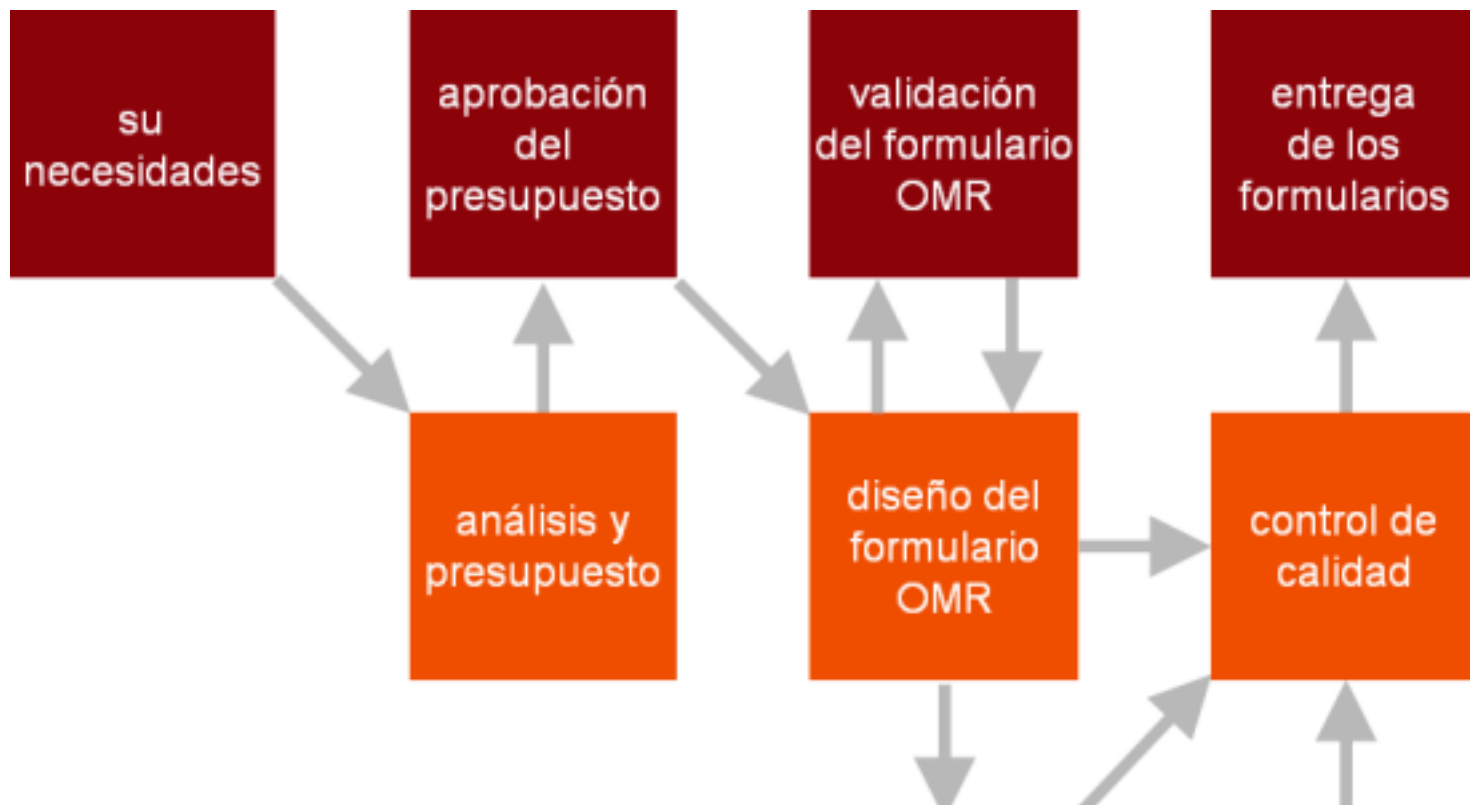 su
necesidades
aprobación
del
presupuesto
validación
del formulario
OMR
entrega
de los
formularios
análisis y
presupuesto
diseño del
formulario
OMR
control de
calidad